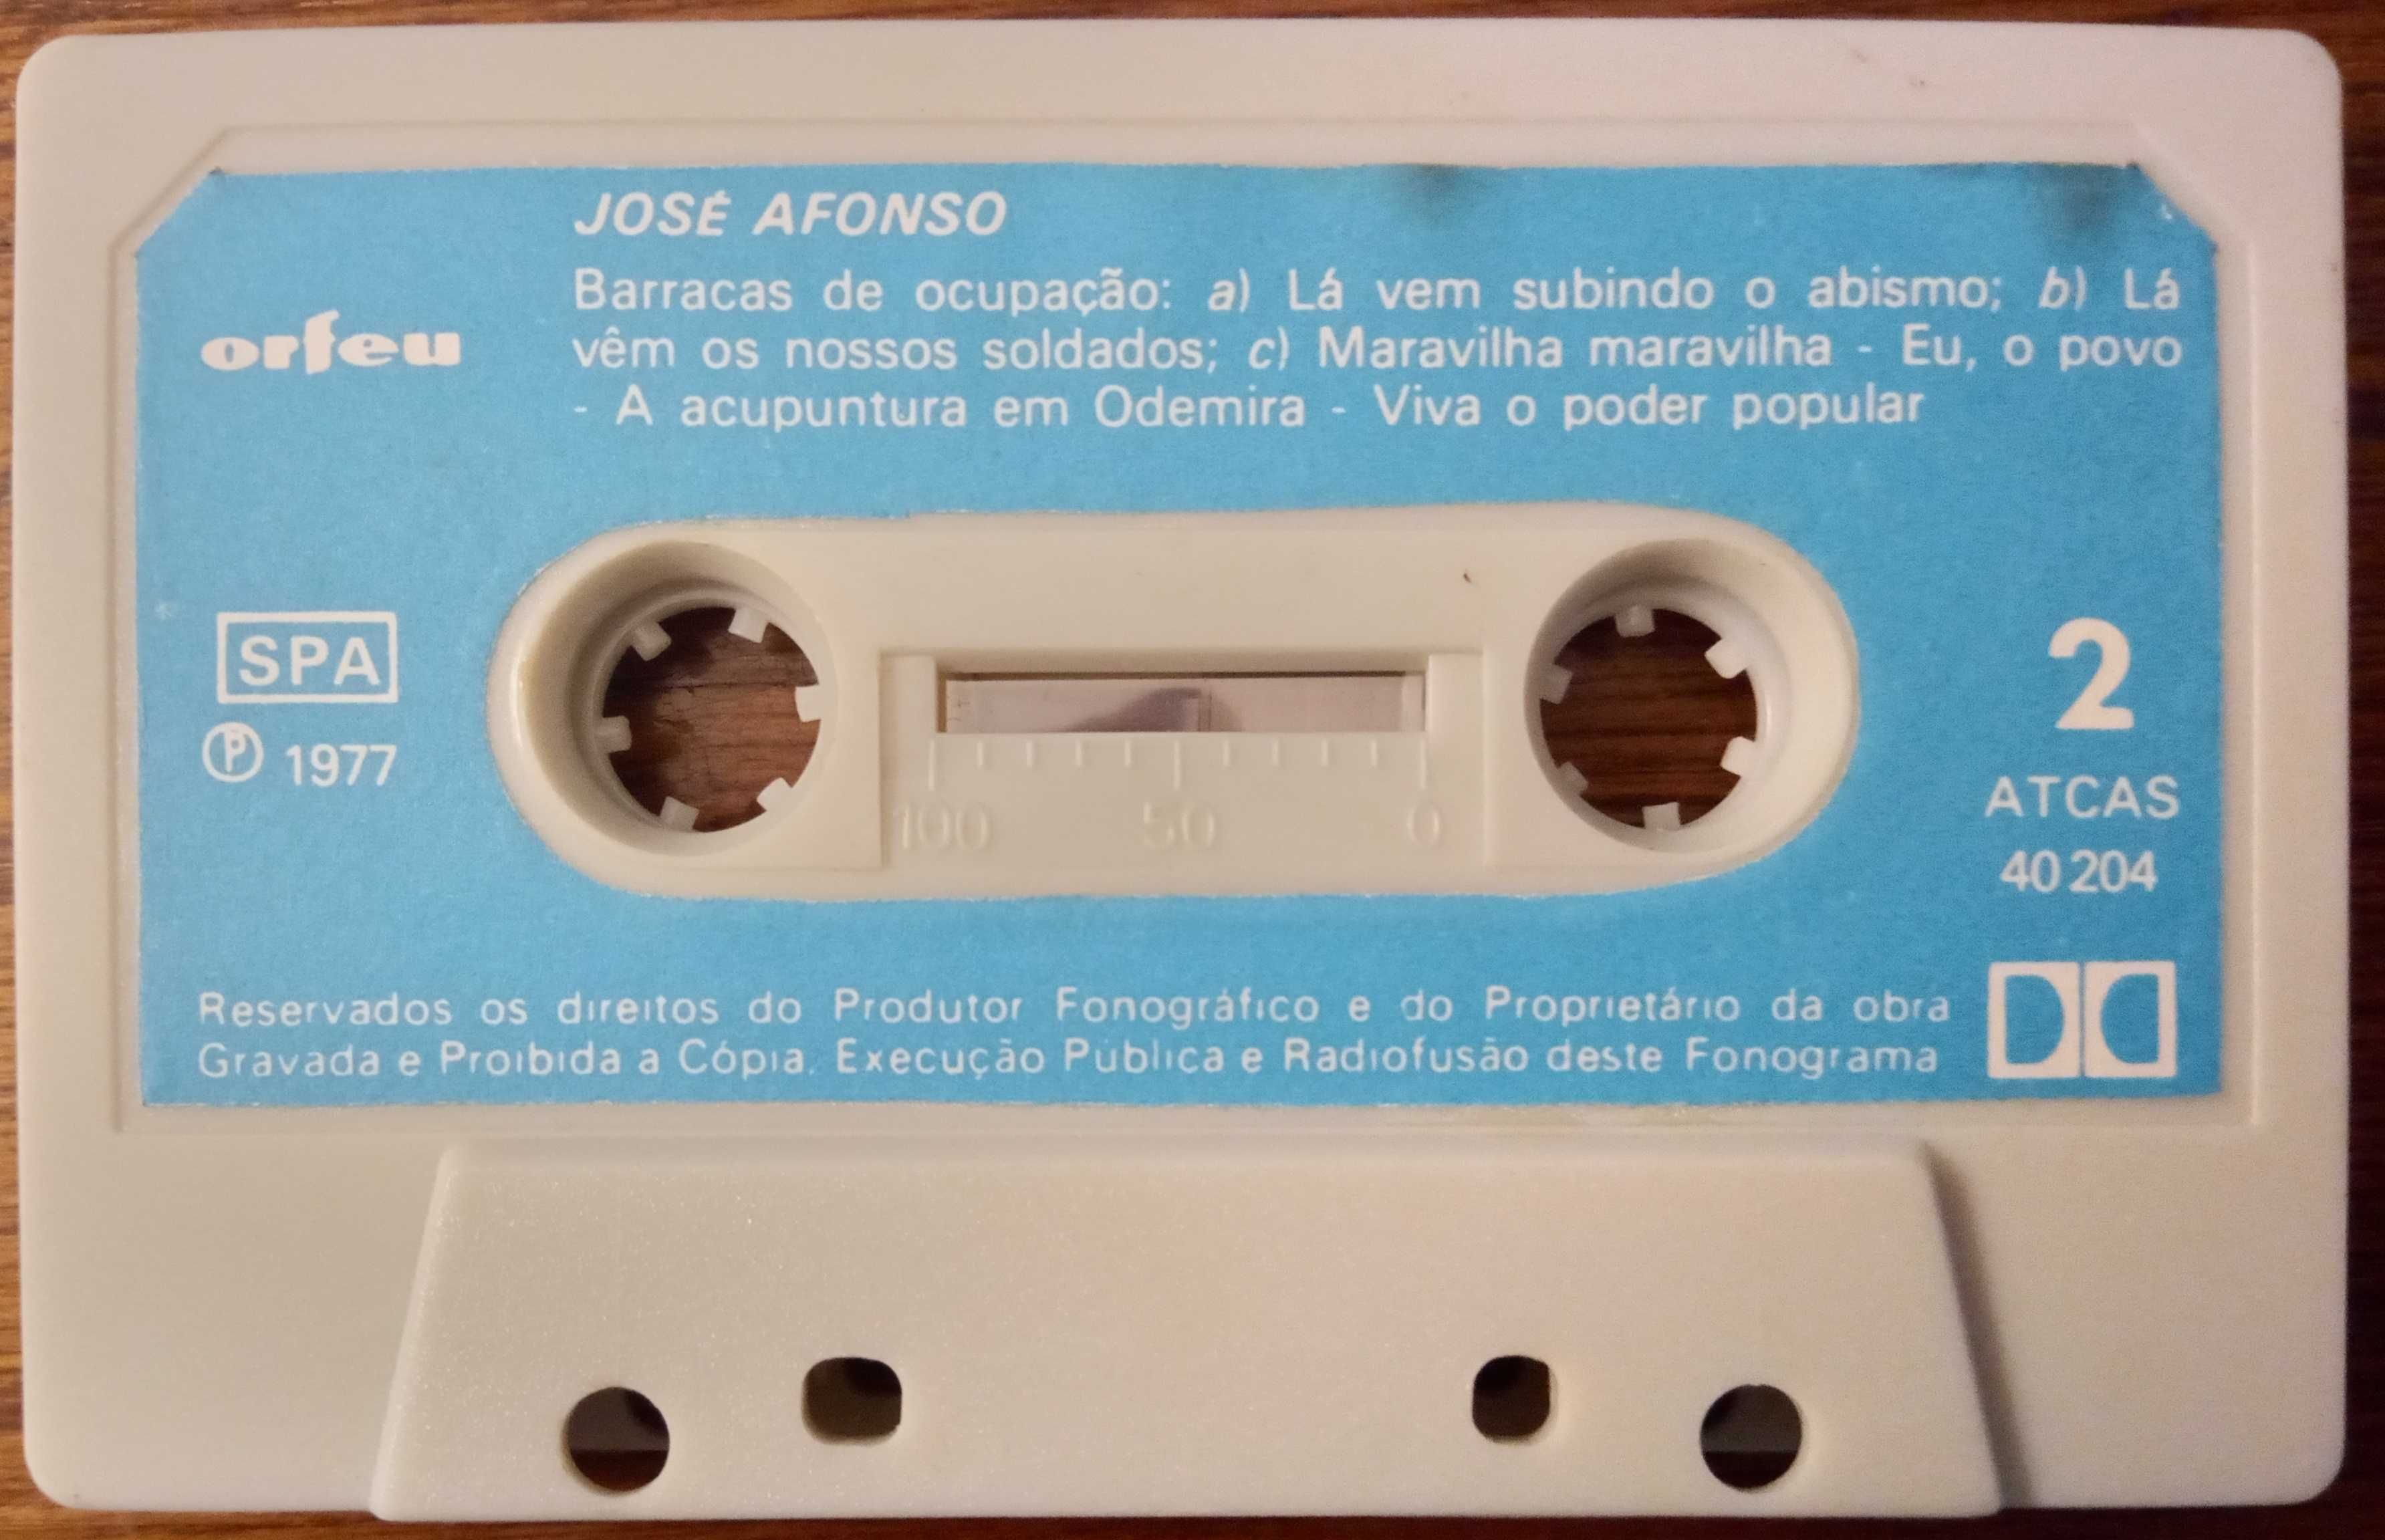 JOSÉ AFONSO
Barracas de ocupação: a) Lá vem subindo o abismo; b) Lá
vêm os nossos soldados; c) Maravilha maravilha - Eu, o povo
- A acupuntura em Odemira - Viva o poder popular
orfeu
SPA
Ⓟ 1977
100 50 0
2
ATCAS
40 204
Reservados os direitos do Produtor Fonográfico e do Proprietário da obra
Gravada e Proibida a Cópia. Execução Pública e Radiofusão deste Fonograma